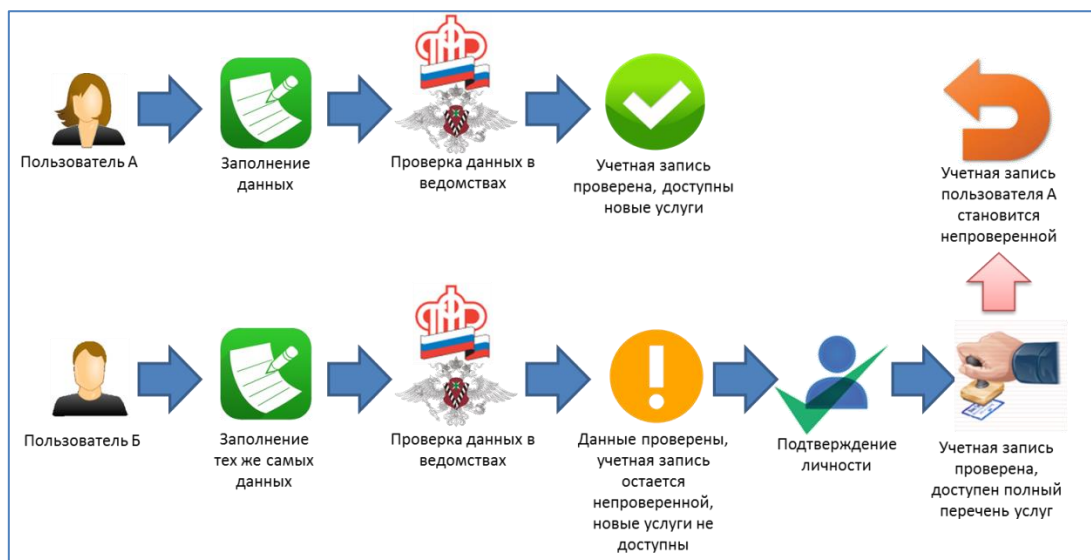 Пользователь А
Заполнение
данных
Проверка данных в
ведомствах
Учетная запись
проверена, доступны
новые услуги
Учетная запись
пользователя А
становится
непроверенной
Пользователь Б
Заполнение
тех же самых
данных
Проверка данных в
ведомствах
Данные проверены,
учетная запись
остается
непроверенной,
новые услуги не
доступны
Подтверждение
личности
Учетная запись
проверена,
доступен полный
перечень услуг